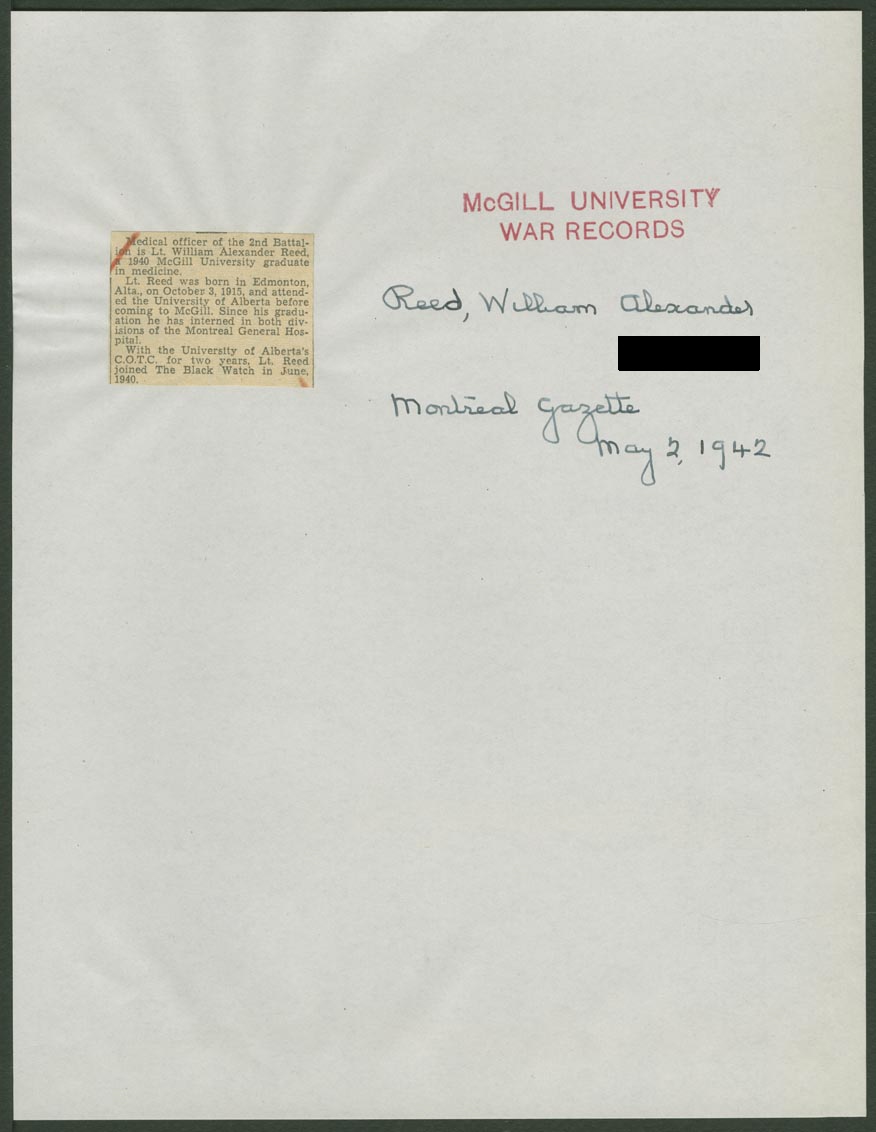 McGILL UNIVERSITY
WAR RECORDS
Medical officer of the 2nd Battal-
ion is Lt. William Alexander Reed,
a 1940 McGill University graduate
in medicine.
Lt. Reed was born in Edmonton,
Alta., on October 3, 1915, and attend-
ed the University of Alberta before
coming to McGill. Since his gradu-
ation he has interned in both div-
isions of the Montreal General Hos-
pital.
With the University of Alberta's
C.O.T.C. for two years, Lt. Reed
joined The Black Watch in June,
1940.
Reed, William Alexander
Montreal Gazette
May 2, 1942